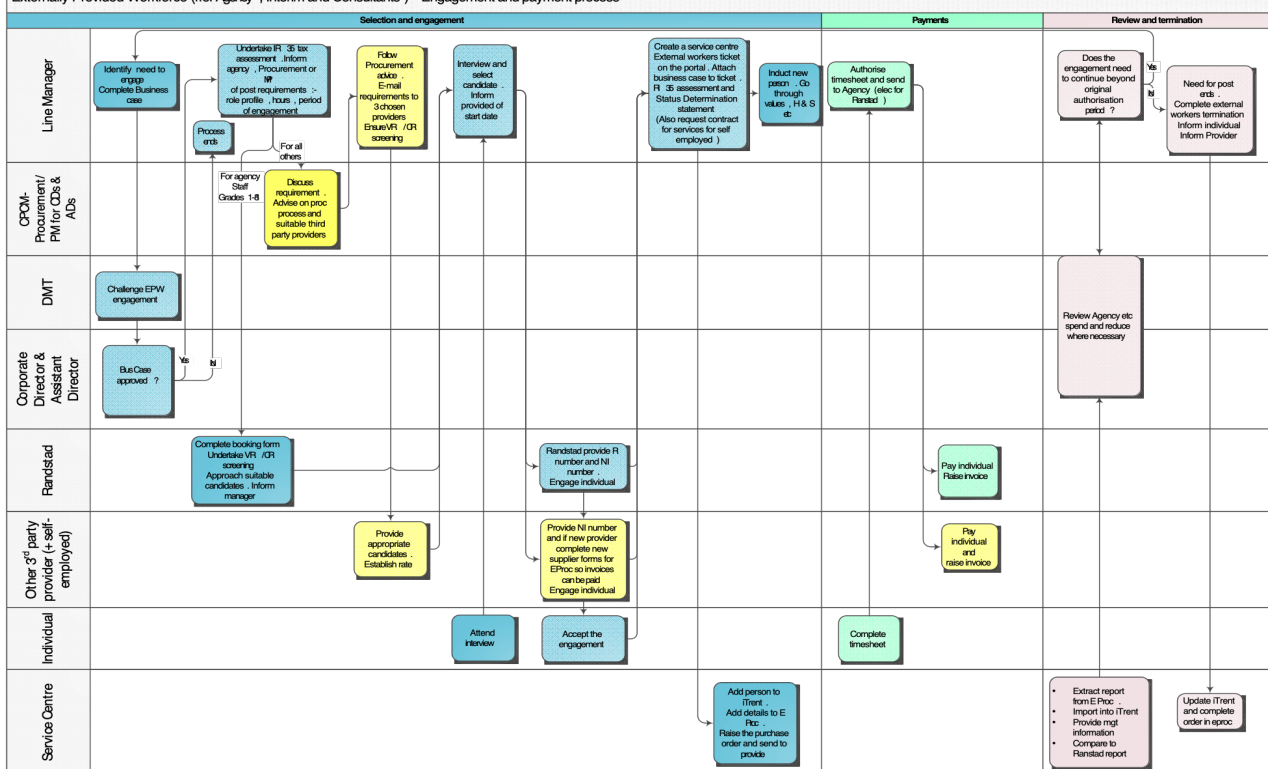 Externally Provided Workforce (i.e. Agency , Interim and Consultants ) – Engagement and payment process
Selection and engagement
Payments
Review and termination
Line Manager
Identify need to
engage
Complete Business
case
Undertake IR 35 tax
assessment . Inform
agency , Procurement or
of post requirements :-
role profile , hours , period
of engagement
Process
ends
For all
others
For agency
Staff
Grades 1-8
Follow
Procurement
advice .
E-mail
requirements to
3 chosen
providers
Ensure VR / CR
screening
Interview and
select
candidate .
Inform
provided of
start date
Create a service centre
External workers ticket
on the portal . Attach
business case to ticket .
R 35 assessment and
Status Determination
statement
(Also request contract
for services for self
employed )
Induct new
person . Go
through
values , H & S
etc
Authorise
timesheet and send
to Agency (elec for
Ranstad )
Does the
engagement need
to continue beyond
original
authorisation
period ?
Yes
No
Need for post
ends .
Complete external
workers termination
Inform individual
Inform Provider
CPCM-
Procurement/
PM for CDs &
ADs
Discuss
requirement .
Advise on proc
process and
suitable third
party providers
DMT
Challenge EPW
engagement
Review Agency etc
spend and reduce
where necessary
Corporate
Director &
Assistant
Director
Bus Case
approved ?
Yes
No
Randstad
Complete booking form
Undertake VR / CR
screening
Approach suitable
candidates . Inform
manager
Randstad provide R
number and NI
number .
Engage individual
Pay individual
Raise invoice
Other 3rd party
provider (+ self-
employed)
Provide
appropriate
candidates .
Establish rate
Provide NI number
and if new provider
complete new
supplier forms for
EProc so invoices
can be paid
Engage individual
Pay
individual
and
raise invoice
Individual
Attend
interview
Accept the
engagement
Complete
timesheet
Service Centre
Add person to
iTrent .
Add details to E
Proc .
Raise the purchase
order and send to
provide
• Extract report
from E Proc .
• Import into iTrent
• Provide mgt
information
• Compare to
Ranstad report
Update iTrent
and complete
order in eproc